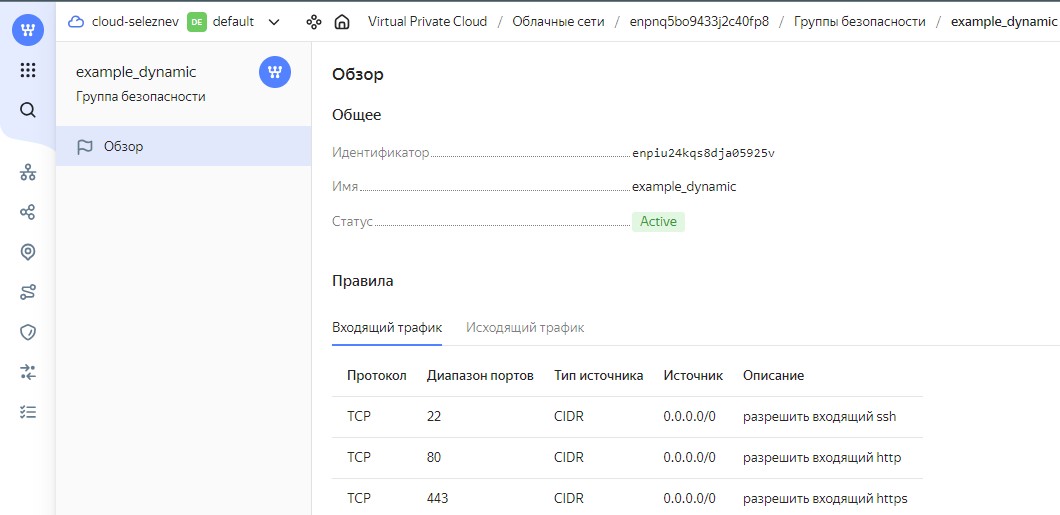 cloud-seleznev DE default Virtual Private Cloud / Облачные сети / enpnq5bo9433j2c40fp8 / Группы безопасности / example_dynamic
example_dynamic
Группа безопасности
Обзор
Обзор
Общее
Идентификатор enpiu24kqs8dja05925v
Имя example_dynamic
Статус Active
Правила
Входящий трафик Исходящий трафик
Протокол Диапазон портов Тип источника Источник Описание
TCP 22 CIDR 0.0.0.0/0 разрешить входящий ssh
TCP 80 CIDR 0.0.0.0/0 разрешить входящий http
TCP 443 CIDR 0.0.0.0/0 разрешить входящий https